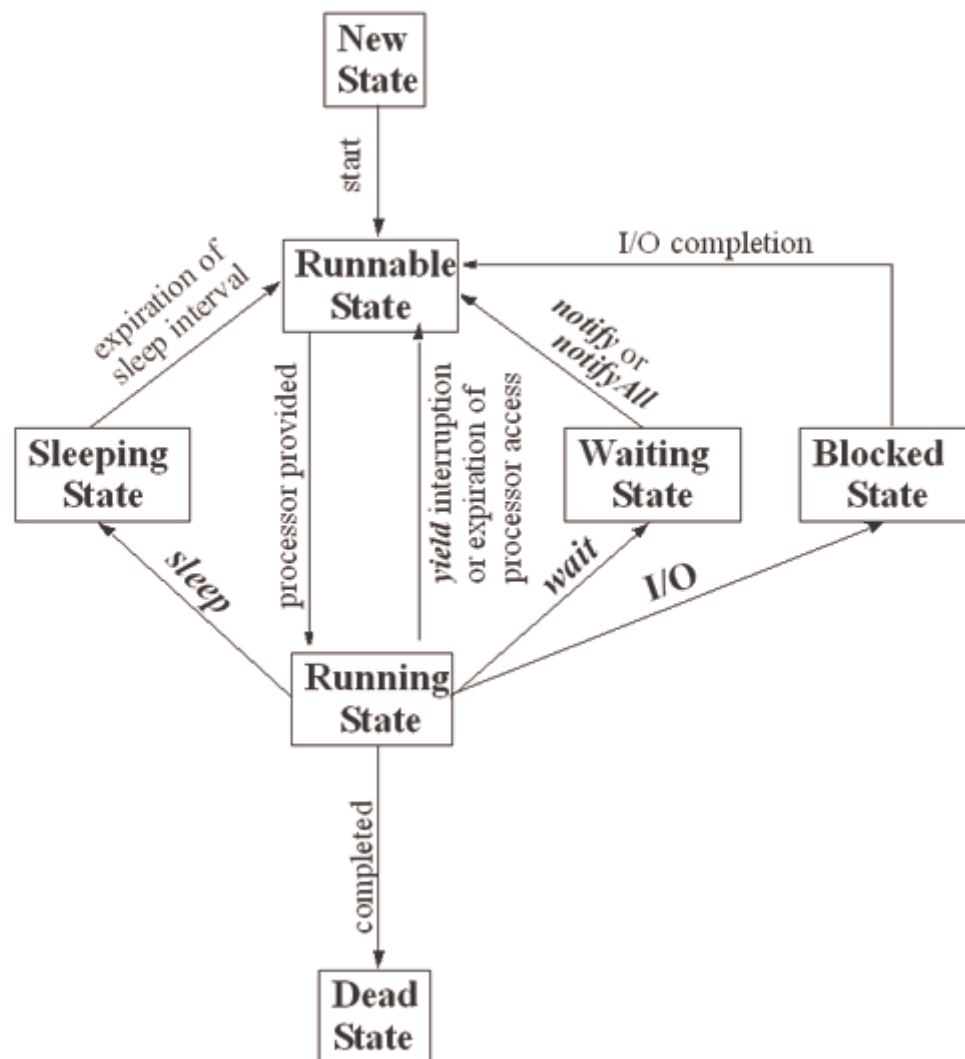 New
State
start
Runnable
State
I/O completion
expiration of
sleep interval
notify or
notifyAll
processor provided
yield interruption
or expiration of
processor access
Sleeping
State
Waiting
State
Blocked
State
sleep
wait
I/O
Running
State
completed
Dead
State